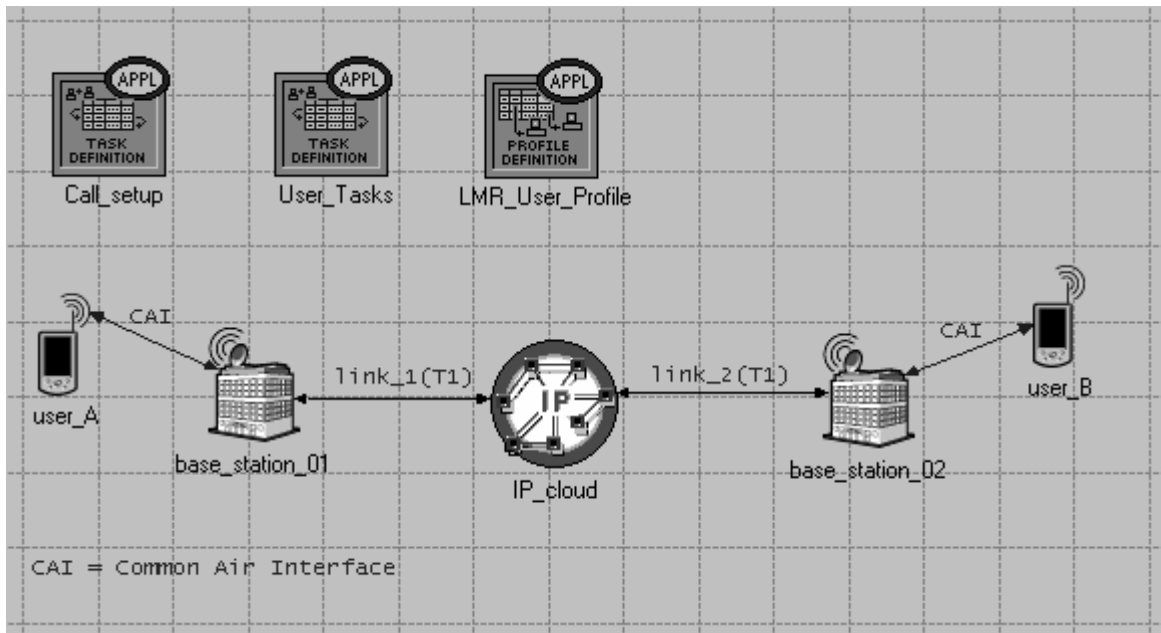 APPL
APPL
APPL
TASK
DEFINITION
TASK
DEFINITION
PROFILE
DEFINITION
Call_setup
User_Tasks
LMR_User_Profile
CAI
CAI
link_1(T1)
link_2(T1)
IP
user_A
user_B
base_station_01
base_station_02
IP_cloud
CAI = Common Air Interface